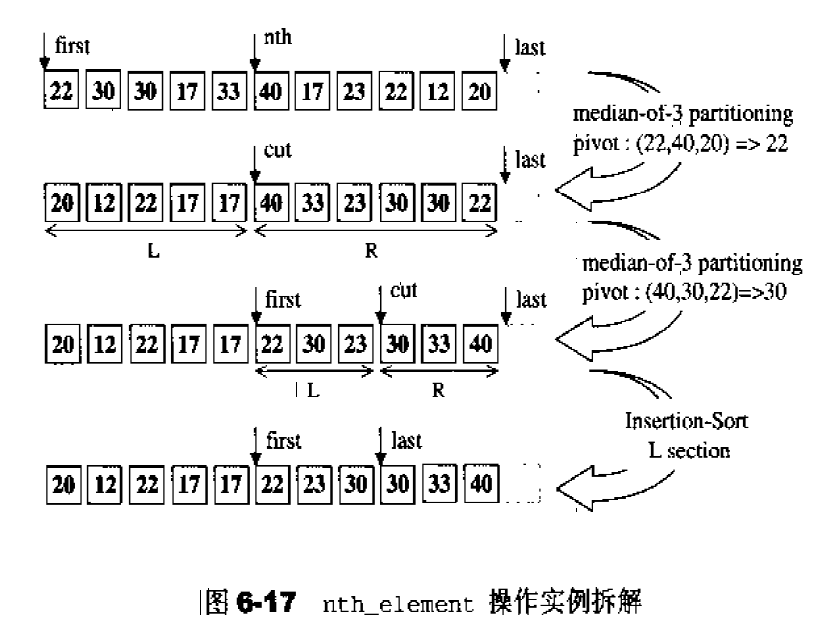 first nth last
22 30 30 17 33 40 17 23 22 12 20
median-of-3 partitioning
pivot : (22,40,20) => 22
cut last
20 12 22 17 17 40 33 23 30 30 22
L R
median-of-3 partitioning
pivot : (40,30,22)=>30
first cut last
20 12 22 17 17 22 30 23 30 33 40
L R
Insertion-Sort
L section
first last
20 12 22 17 17 22 23 30 30 33 40
图 6-17 nth_element 操作实例拆解